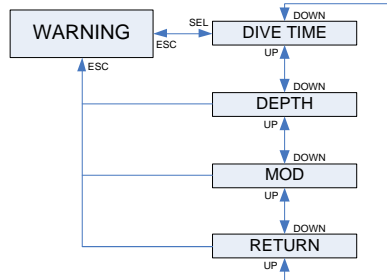 DOWN
WARNING
SEL
DIVE TIME
ESC
ESC
UP
DOWN
DEPTH
UP
DOWN
MOD
UP
DOWN
RETURN
UP